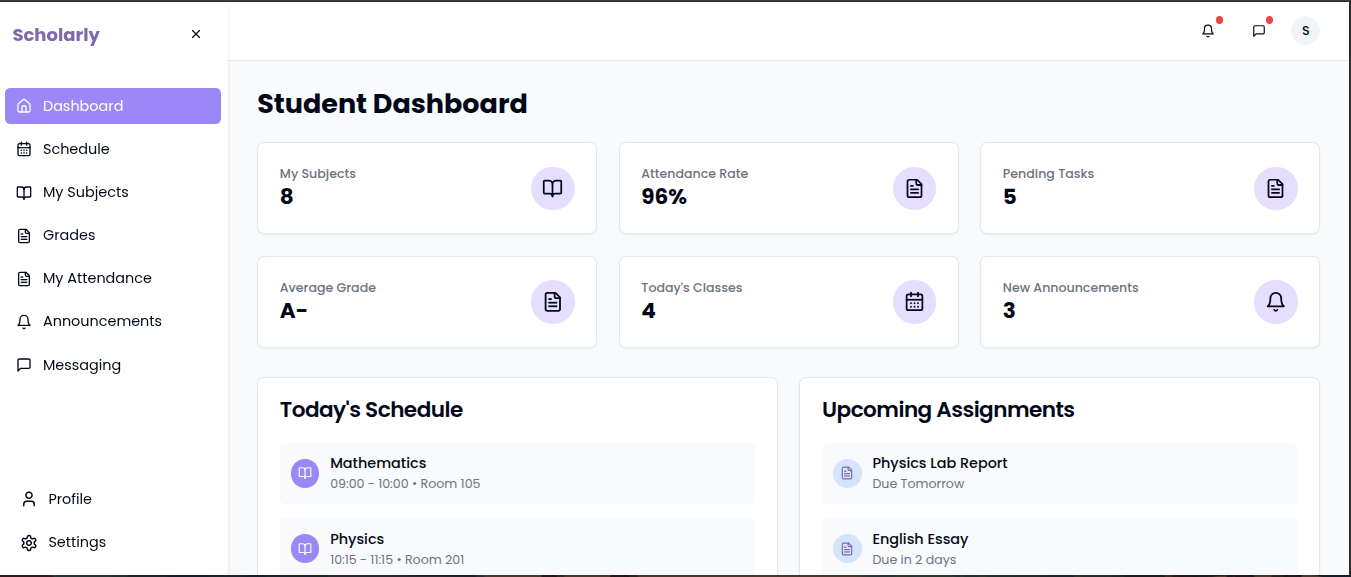 Scholarly
S
Dashboard
Schedule
My Subjects
Grades
My Attendance
Announcements
Messaging
Profile
Settings
Student Dashboard
My Subjects
8
Attendance Rate
96%
Pending Tasks
5
Average Grade
A-
Today's Classes
4
New Announcements
3
Today's Schedule
Mathematics
09:00 - 10:00 • Room 105
Physics
10:15 - 11:15 • Room 201
Upcoming Assignments
Physics Lab Report
Due Tomorrow
English Essay
Due in 2 days